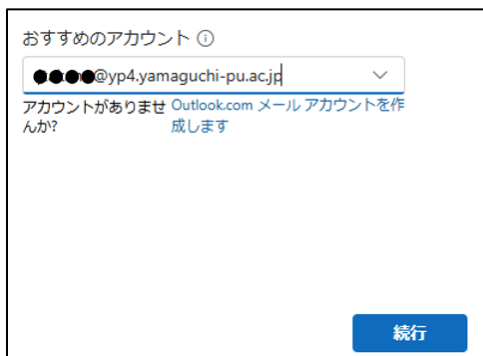 おすすめのアカウント
@yp4.yamaguchi-pu.ac.jp
アカウントがありませ Outlook.com メール アカウントを作
んか? 成します
続行